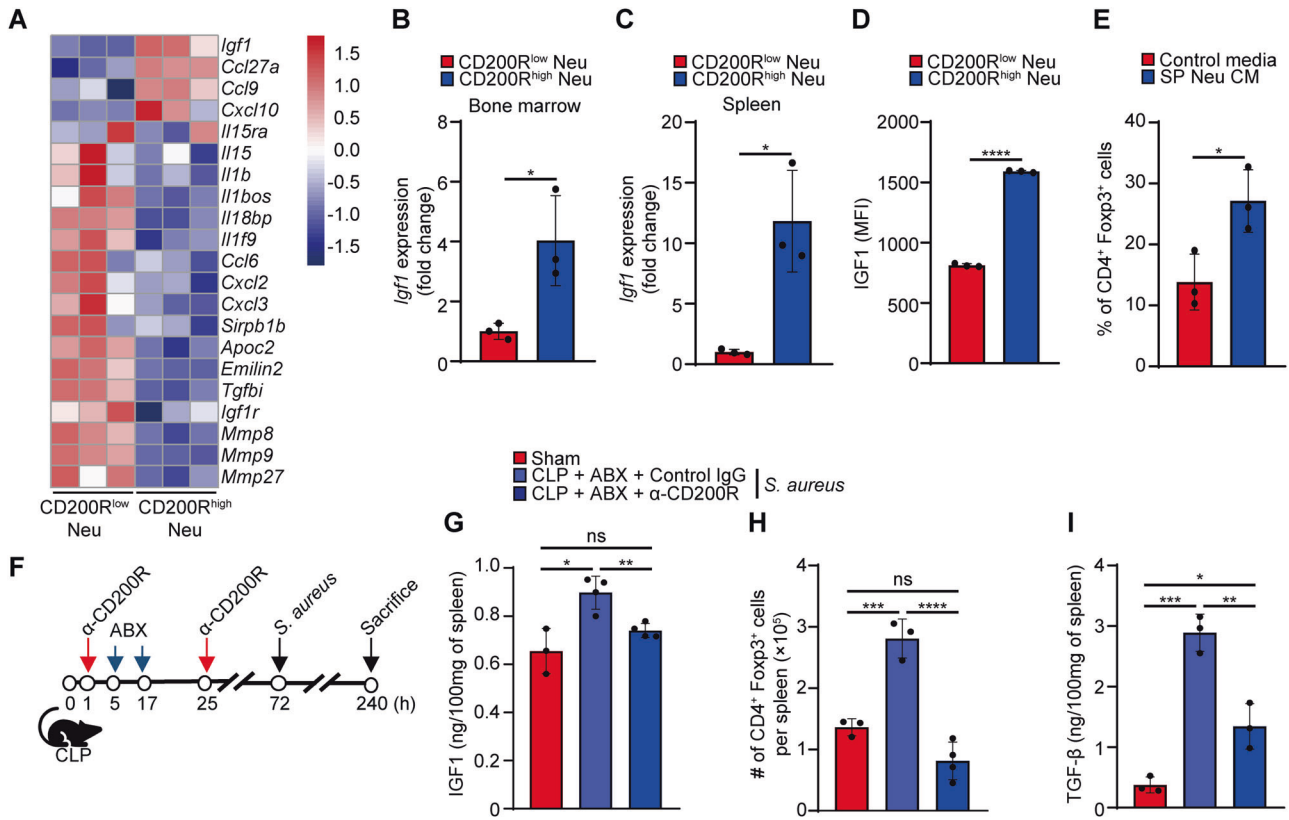 A
Igf1
Ccl27a
Ccl9
Cxcl10
Il15ra
Il15
Il1b
Il1bos
Il18bp
Il1f9
Ccl6
Cxcl2
Cxcl3
Sirpb1b
Apoc2
Emilin2
Tgfbi
Igf1r
Mmp8
Mmp9
Mmp27
1.5
1.0
0.5
0.0
-0.5
-1.0
-1.5
CD200Rlow
Neu
CD200Rhigh
Neu
B
CD200Rlow Neu
CD200Rhigh Neu
Bone marrow
Igf1 expression
(fold change)
8
6
4
2
0
*
C
CD200Rlow Neu
CD200Rhigh Neu
Spleen
Igf1 expression
(fold change)
20
15
10
5
0
*
D
CD200Rlow Neu
CD200Rhigh Neu
IGF1 (MFI)
2000
1500
1000
500
0
****
E
Control media
SP Neu CM
% of CD4+ Foxp3+ cells
40
30
20
10
0
*
Sham
CLP + ABX + Control IgG
CLP + ABX + α-CD200R
S. aureus
F
α-CD200R
ABX
α-CD200R
S. aureus
Sacrifice
0 1 5 17 25 72 240 (h)
CLP
G
IGF1 (ng/100mg of spleen)
1.0
0.8
0.6
0.4
0.2
0
ns
* **
H
# of CD4+ Foxp3+ cells
per spleen (×10⁵)
4
3
2
1
0
ns
*** ****
I
TGF-β (ng/100mg of spleen)
4
3
2
1
0
*
*** **